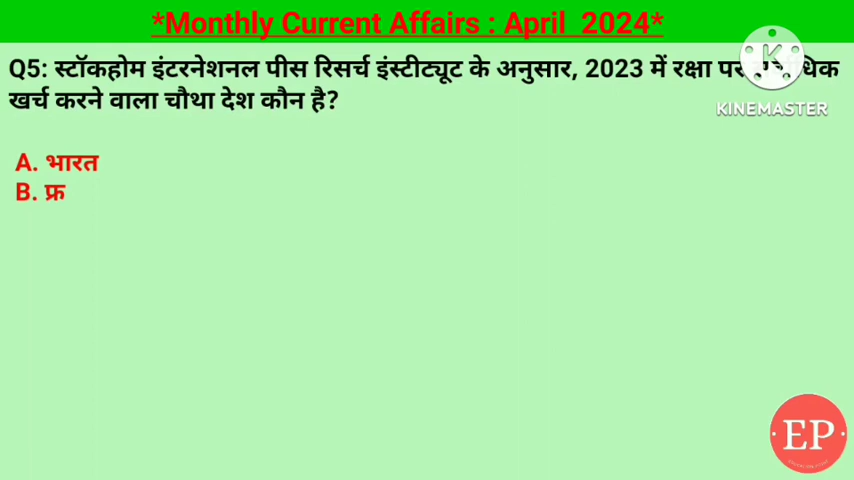 *Monthly Current Affairs : April 2024*
Q5: स्टॉकहोम इंटरनेशनल पीस रिसर्च इंस्टीट्यूट के अनुसार, 2023 में रक्षा पर
खर्च करने वाला चौथा देश कौन है?
KINEMASTER
A. भारत
B. फ्र
EP